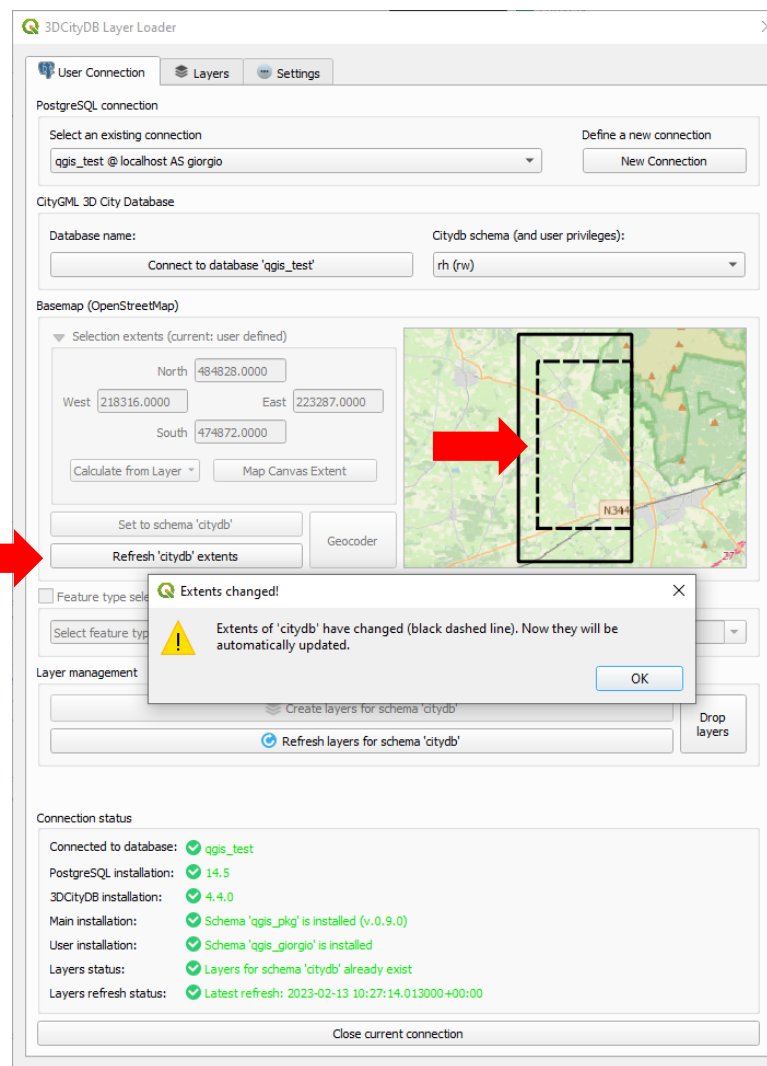 3DCityDB Layer Loader
User Connection
Layers
Settings
PostgreSQL connection
Select an existing connection
Define a new connection
qgis_test @ localhost AS giorgio
New Connection
CityGML 3D City Database
Database name:
Citydb schema (and user privileges):
Connect to database 'qgis_test'
rh (rw)
Basemap (OpenStreetMap)
Selection extents (current: user defined)
North 484828.0000
West 218316.0000
East 223287.0000
South 474872.0000
Calculate from Layer
Map Canvas Extent
N344
Set to schema 'citydb'
Geocoder
Refresh 'citydb' extents
Extents changed!
Feature type sele
Extents of 'citydb' have changed (black dashed line). Now they will be
automatically updated.
Select feature typ
OK
Layer management
Create layers for schema 'citydb'
Drop
layers
Refresh layers for schema 'citydb'
Connection status
Connected to database: qgis_test
PostgreSQL installation: 14.5
3DCityDB installation: 4.4.0
Main installation: Schema 'qgis_pkg' is installed (v.0.9.0)
User installation: Schema 'qgis_giorgio' is installed
Layers status: Layers for schema 'citydb' already exist
Layers refresh status: Latest refresh: 2023-02-13 10:27:14.013000+00:00
Close current connection